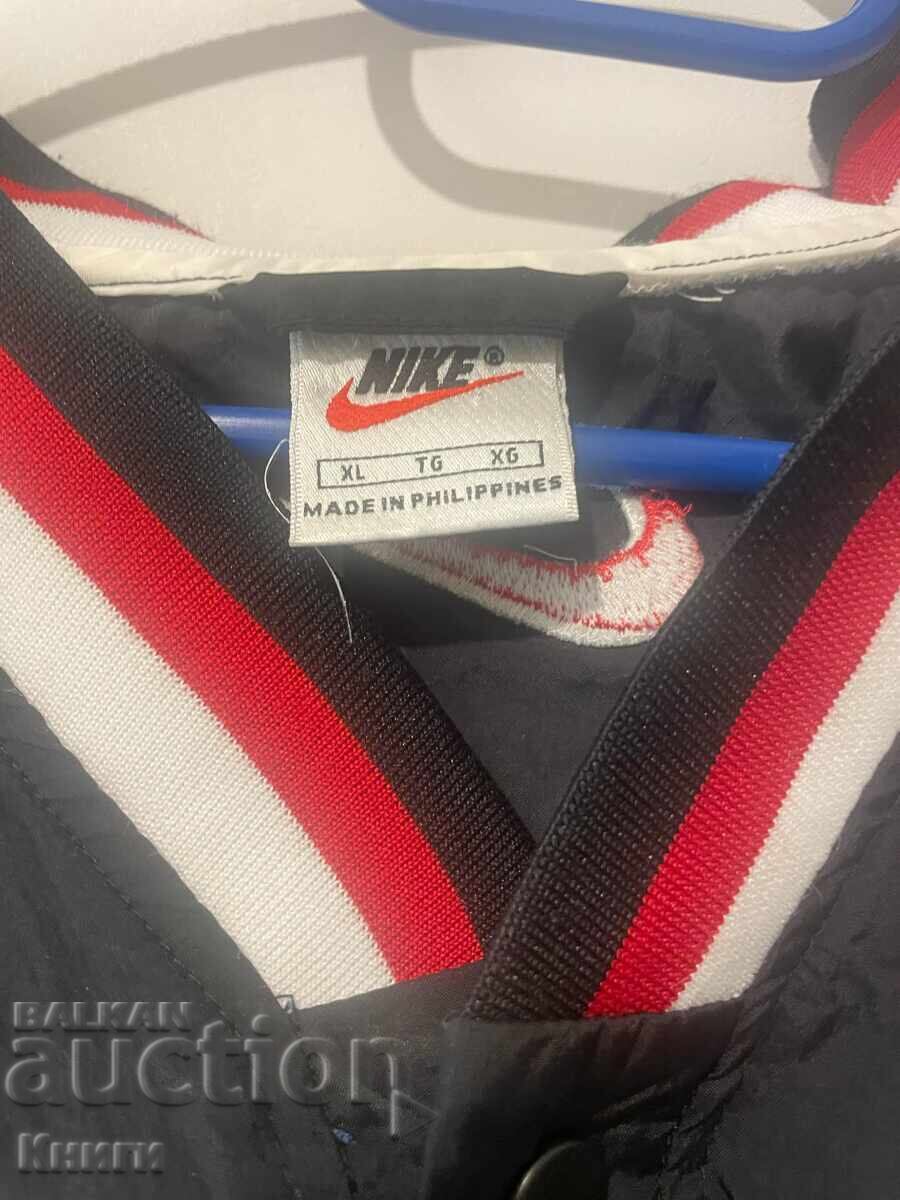 NIKE®
XL TG XG
MADE IN PHILIPPINES
BALKAN
auction
Книги